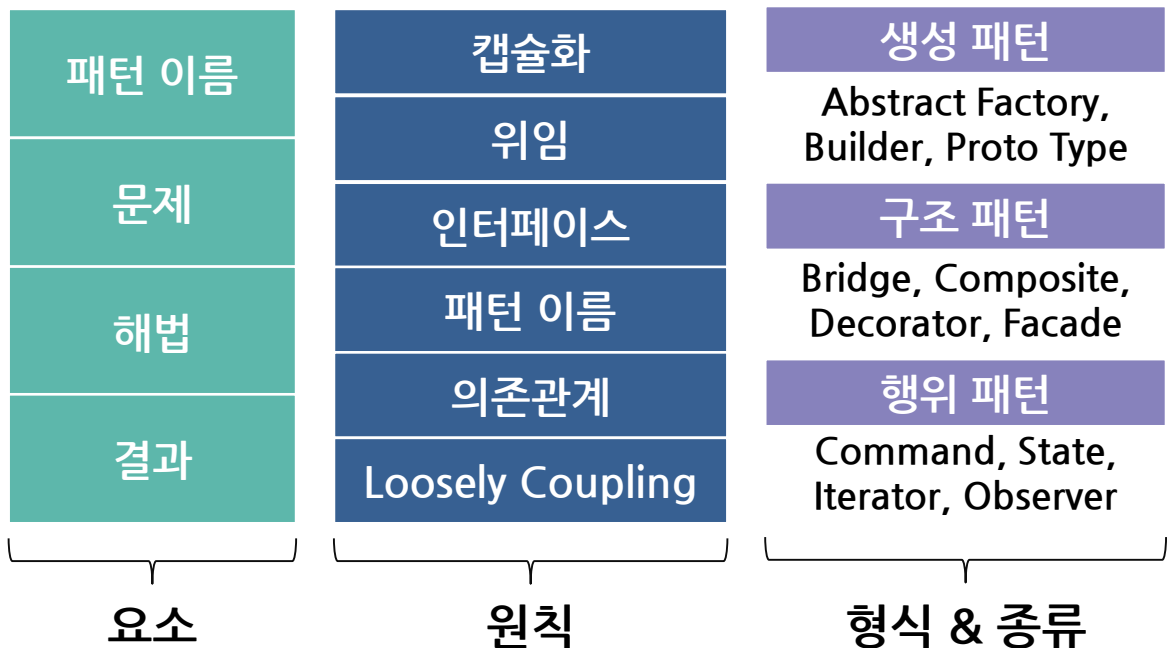 패턴 이름
문제
해법
결과
요소
캡슐화
위임
인터페이스
패턴 이름
의존관계
Loosely Coupling
원칙
생성 패턴
Abstract Factory,
Builder, Proto Type
구조 패턴
Bridge, Composite,
Decorator, Facade
행위 패턴
Command, State,
Iterator, Observer
형식 & 종류